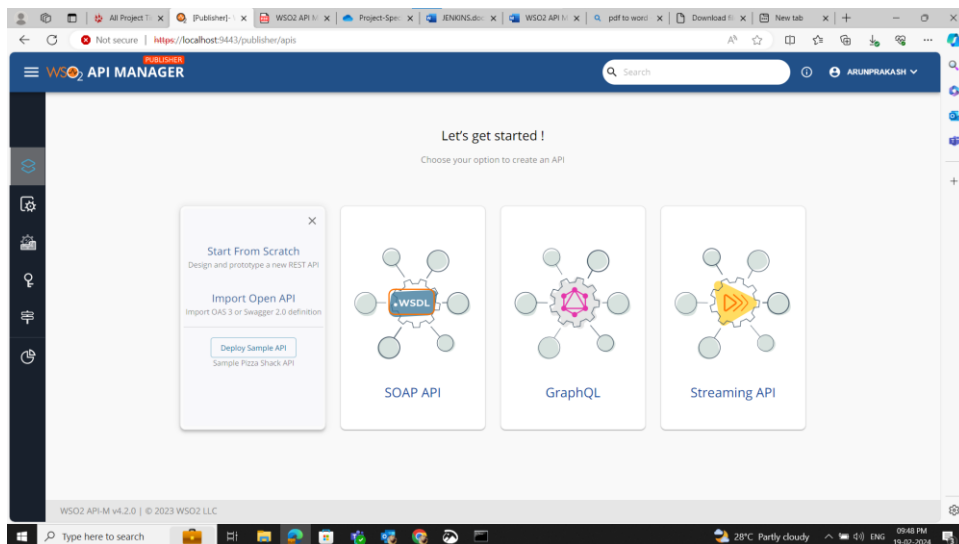 All Project Ti
[Publisher]-
WSO2 API M
Project-Spec
JENKINS.doc
WSO2 API M
pdf to word
Download fi
New tab
Not secure | https://localhost:9443/publisher/apis
PUBLISHER
WSO2 API MANAGER
Search
ARUNPRAKASH
Let's get started !
Choose your option to create an API
Start From Scratch
Design and prototype a new REST API
Import Open API
Import OAS 3 or Swagger 2.0 definition
Deploy Sample API
Sample Pizza Shack API
.WSDL
SOAP API
GraphQL
Streaming API
WSO2 API-M v4.2.0 | © 2023 WSO2 LLC
Type here to search
28°C Partly cloudy
ENG
09:48 PM
19-02-2024